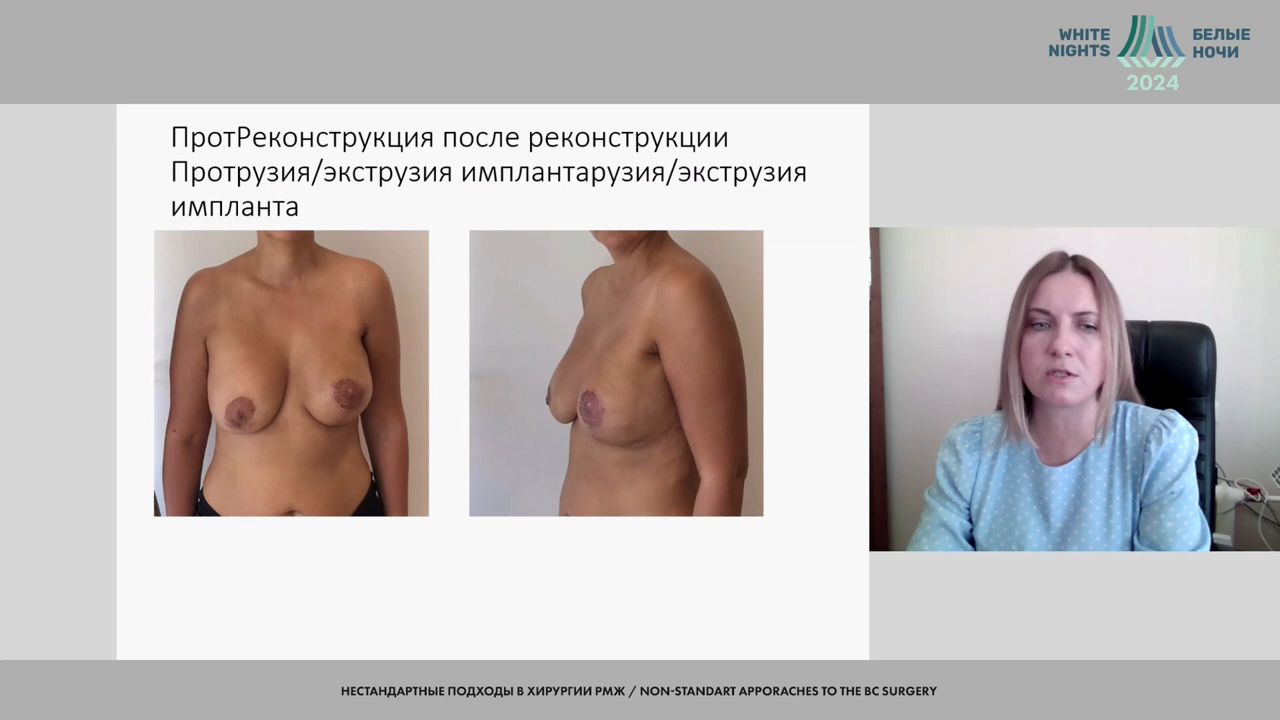 WHITE
NIGHTS
БЕЛЫЕ
НОЧИ
2024
ПротРеконструкция после реконструкции
Протрузия/экструзия имплантарузия/экструзия
импланта
НЕСТАНДАРТНЫЕ ПОДХОДЫ В ХИРУРГИИ РМЖ / NON-STANDART APPORACHES TO THE BC SURGERY